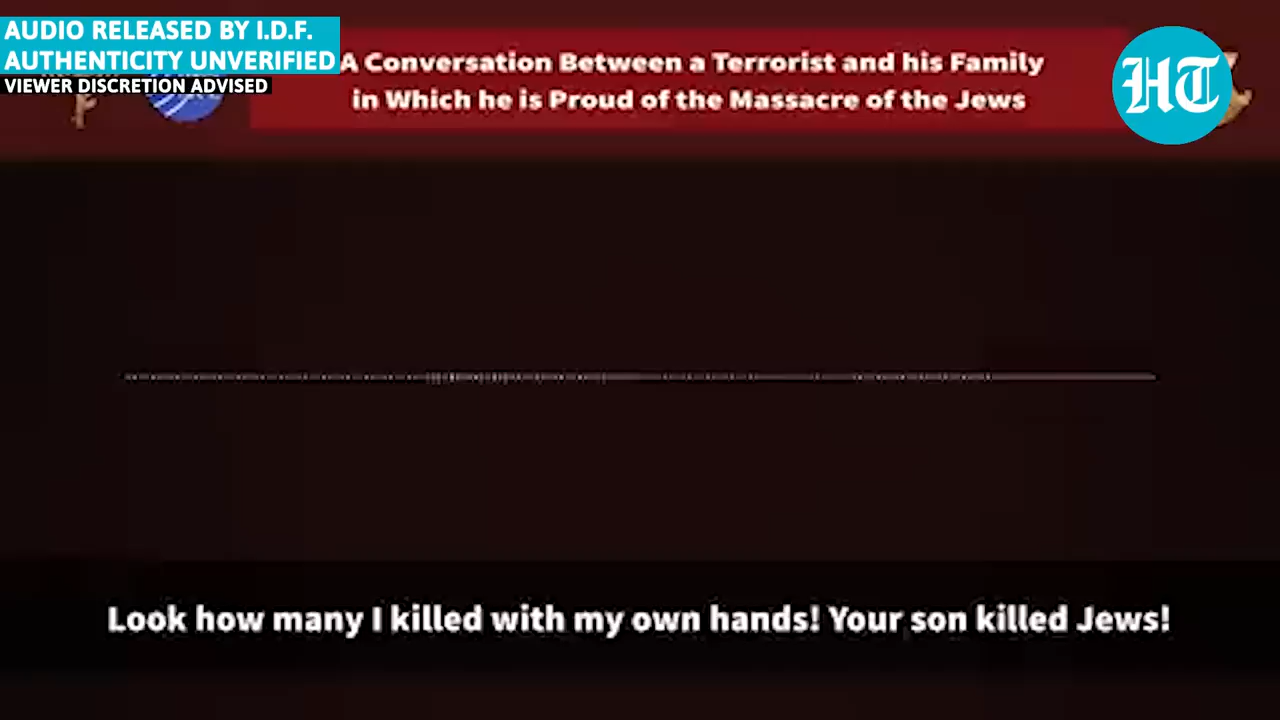 AUDIO RELEASED BY I.D.F.
AUTHENTICITY UNVERIFIED
VIEWER DISCRETION ADVISED
A Conversation Between a Terrorist and his Family
in Which he is Proud of the Massacre of the Jews
HT
Look how many I killed with my own hands! Your son killed Jews!